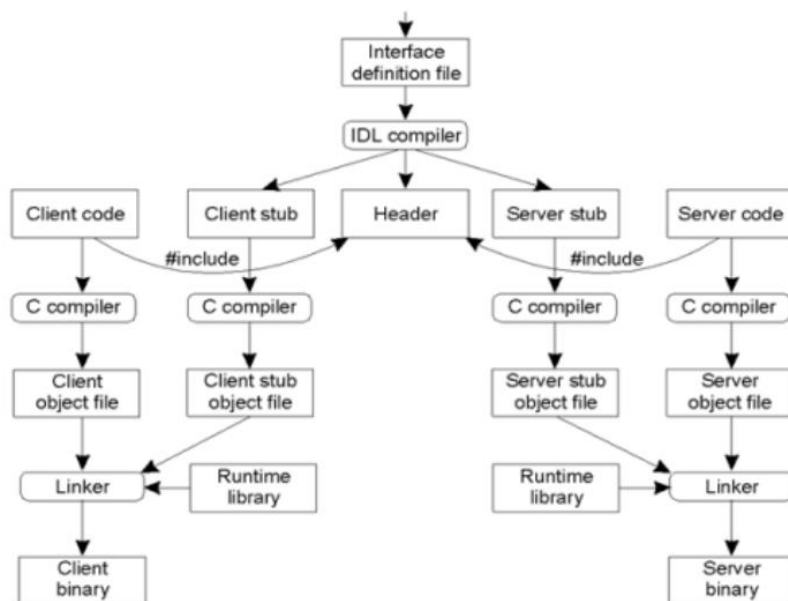 Interface
definition file
IDL compiler
Client code
Client stub
Header
Server stub
Server code
#include
#include
C compiler
C compiler
C compiler
C compiler
Client
object file
Client stub
object file
Server stub
object file
Server
object file
Linker
Runtime
library
Runtime
library
Linker
Client
binary
Server
binary